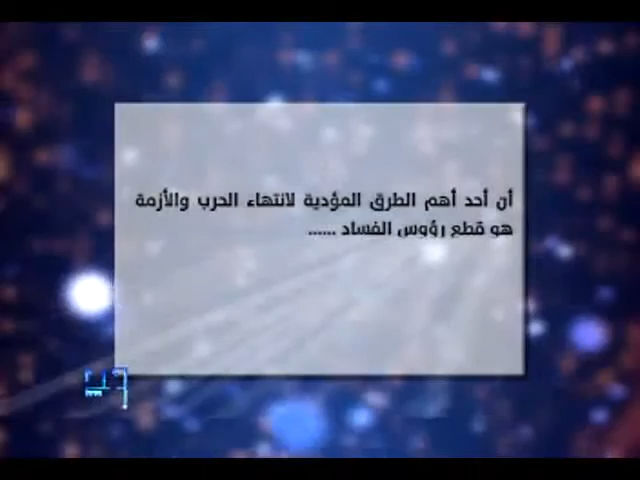 أن أحد أهم الطرق المؤدية لانتهاء الحرب والأزمة
هو قطع رؤوس الفساد ......